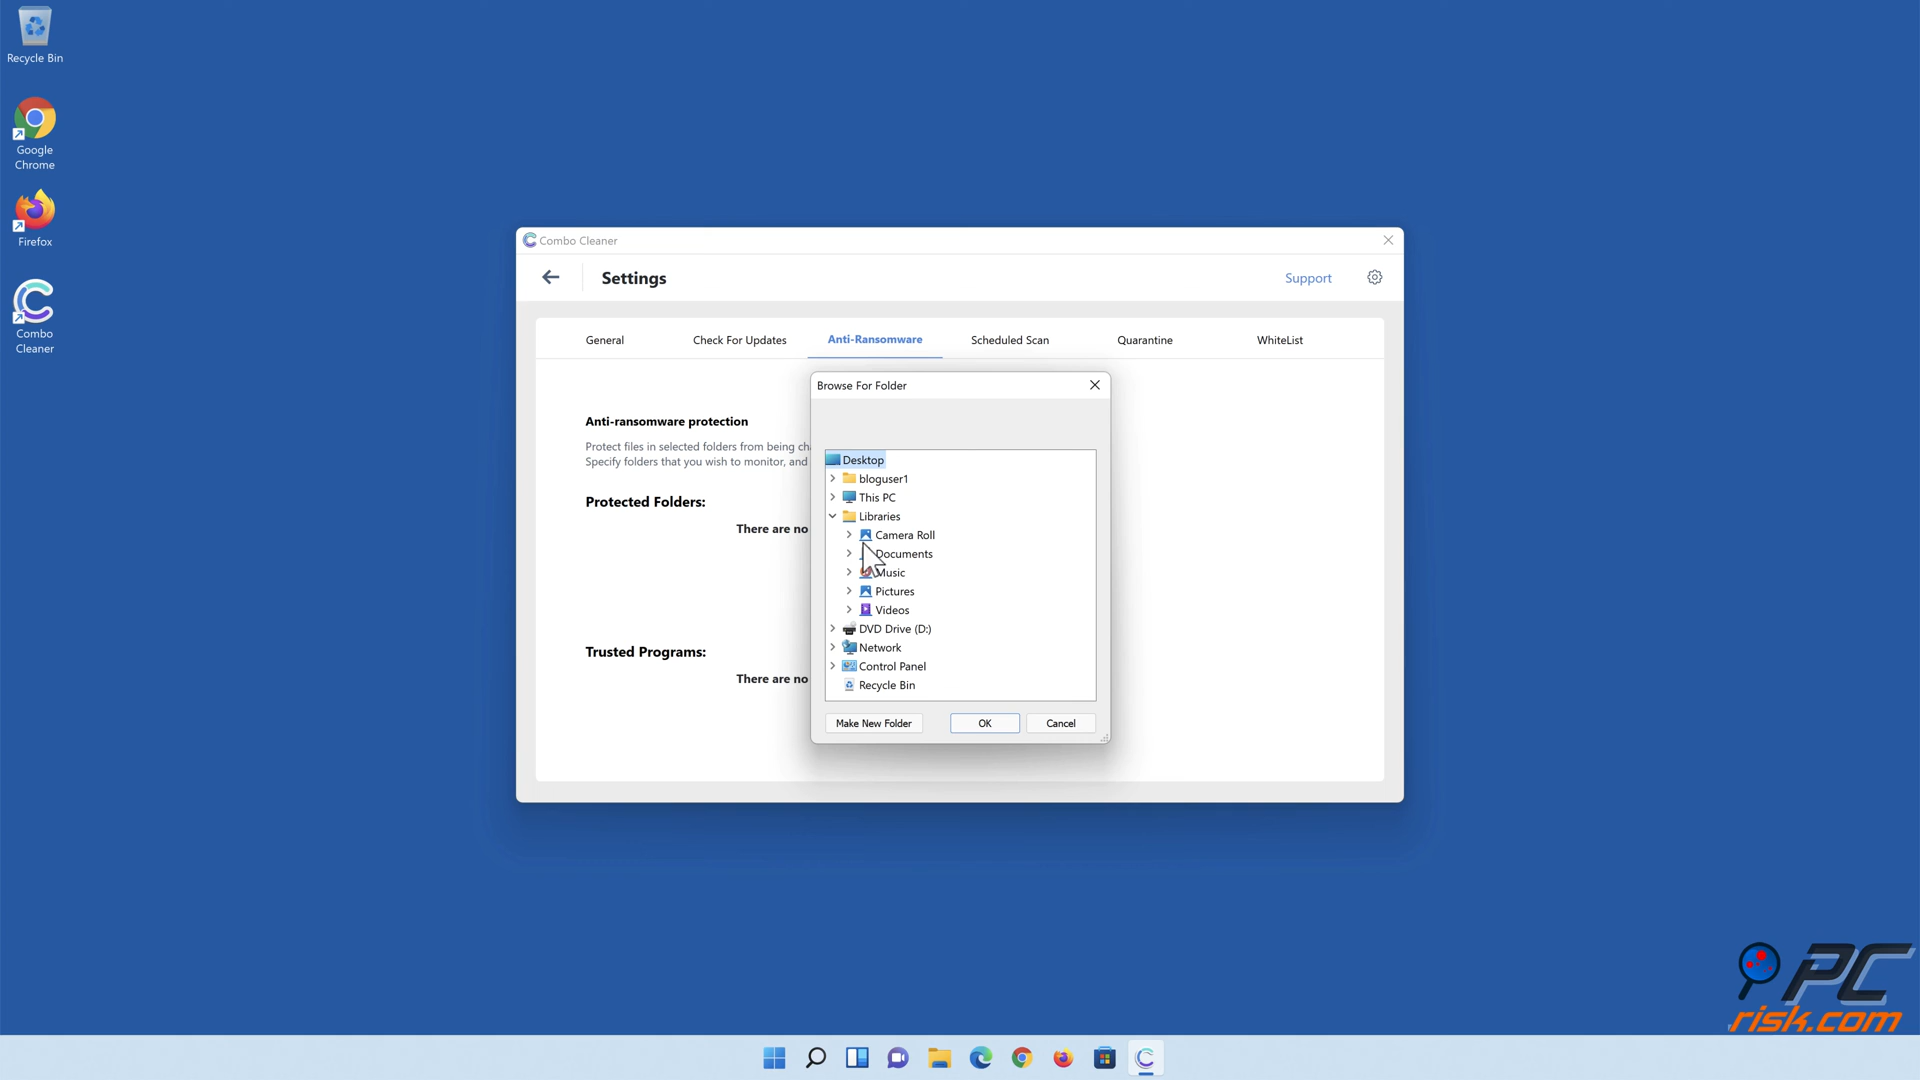 Recycle Bin
Google
Chrome
Firefox
Combo
Cleaner
Combo Cleaner
Settings
Support
General
Check For Updates
Anti-Ransomware
Scheduled Scan
Quarantine
WhiteList
Anti-ransomware protection
Protect files in selected folders from being
Specify folders that you wish to monitor, and
Protected Folders:
There are no
Trusted Programs:
There are no
Browse For Folder
Desktop
bloguser1
This PC
Libraries
Camera Roll
Documents
Music
Pictures
Videos
DVD Drive (D:)
Network
Control Panel
Recycle Bin
Make New Folder
OK
Cancel
PC
risk.com